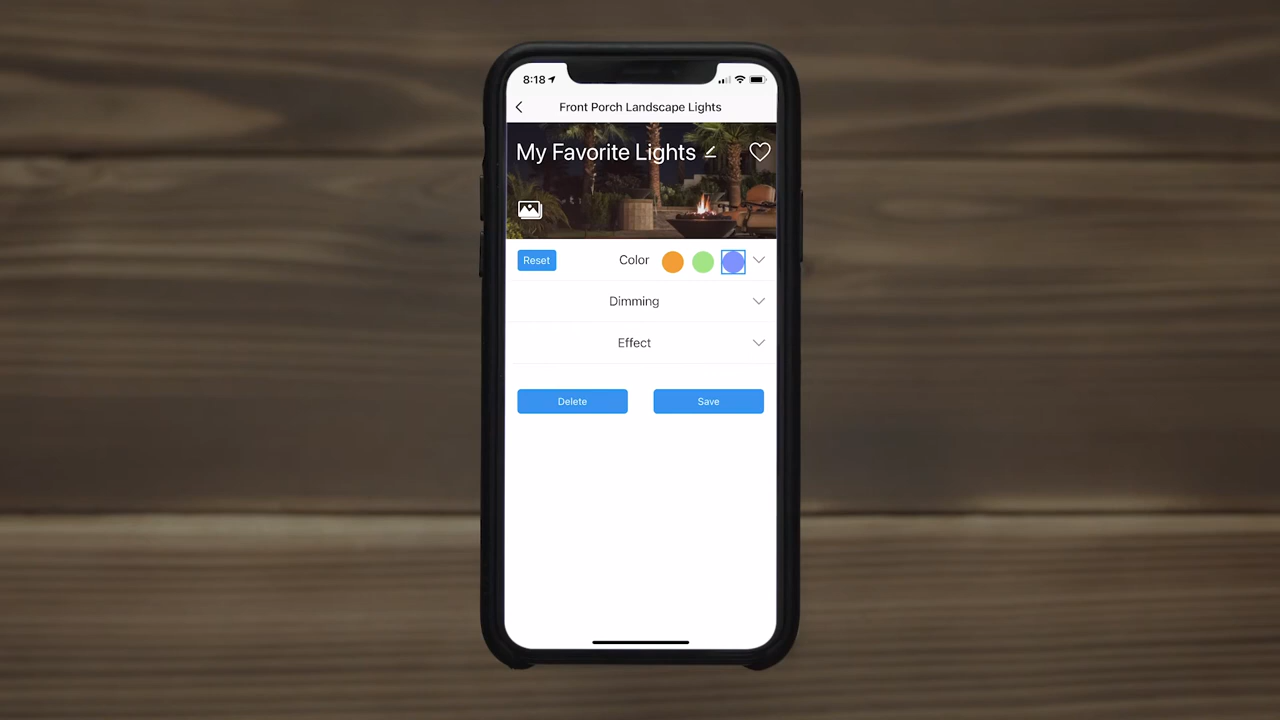 8:18
Front Porch Landscape Lights
My Favorite Lights
Reset
Color
Dimming
Effect
Delete
Save